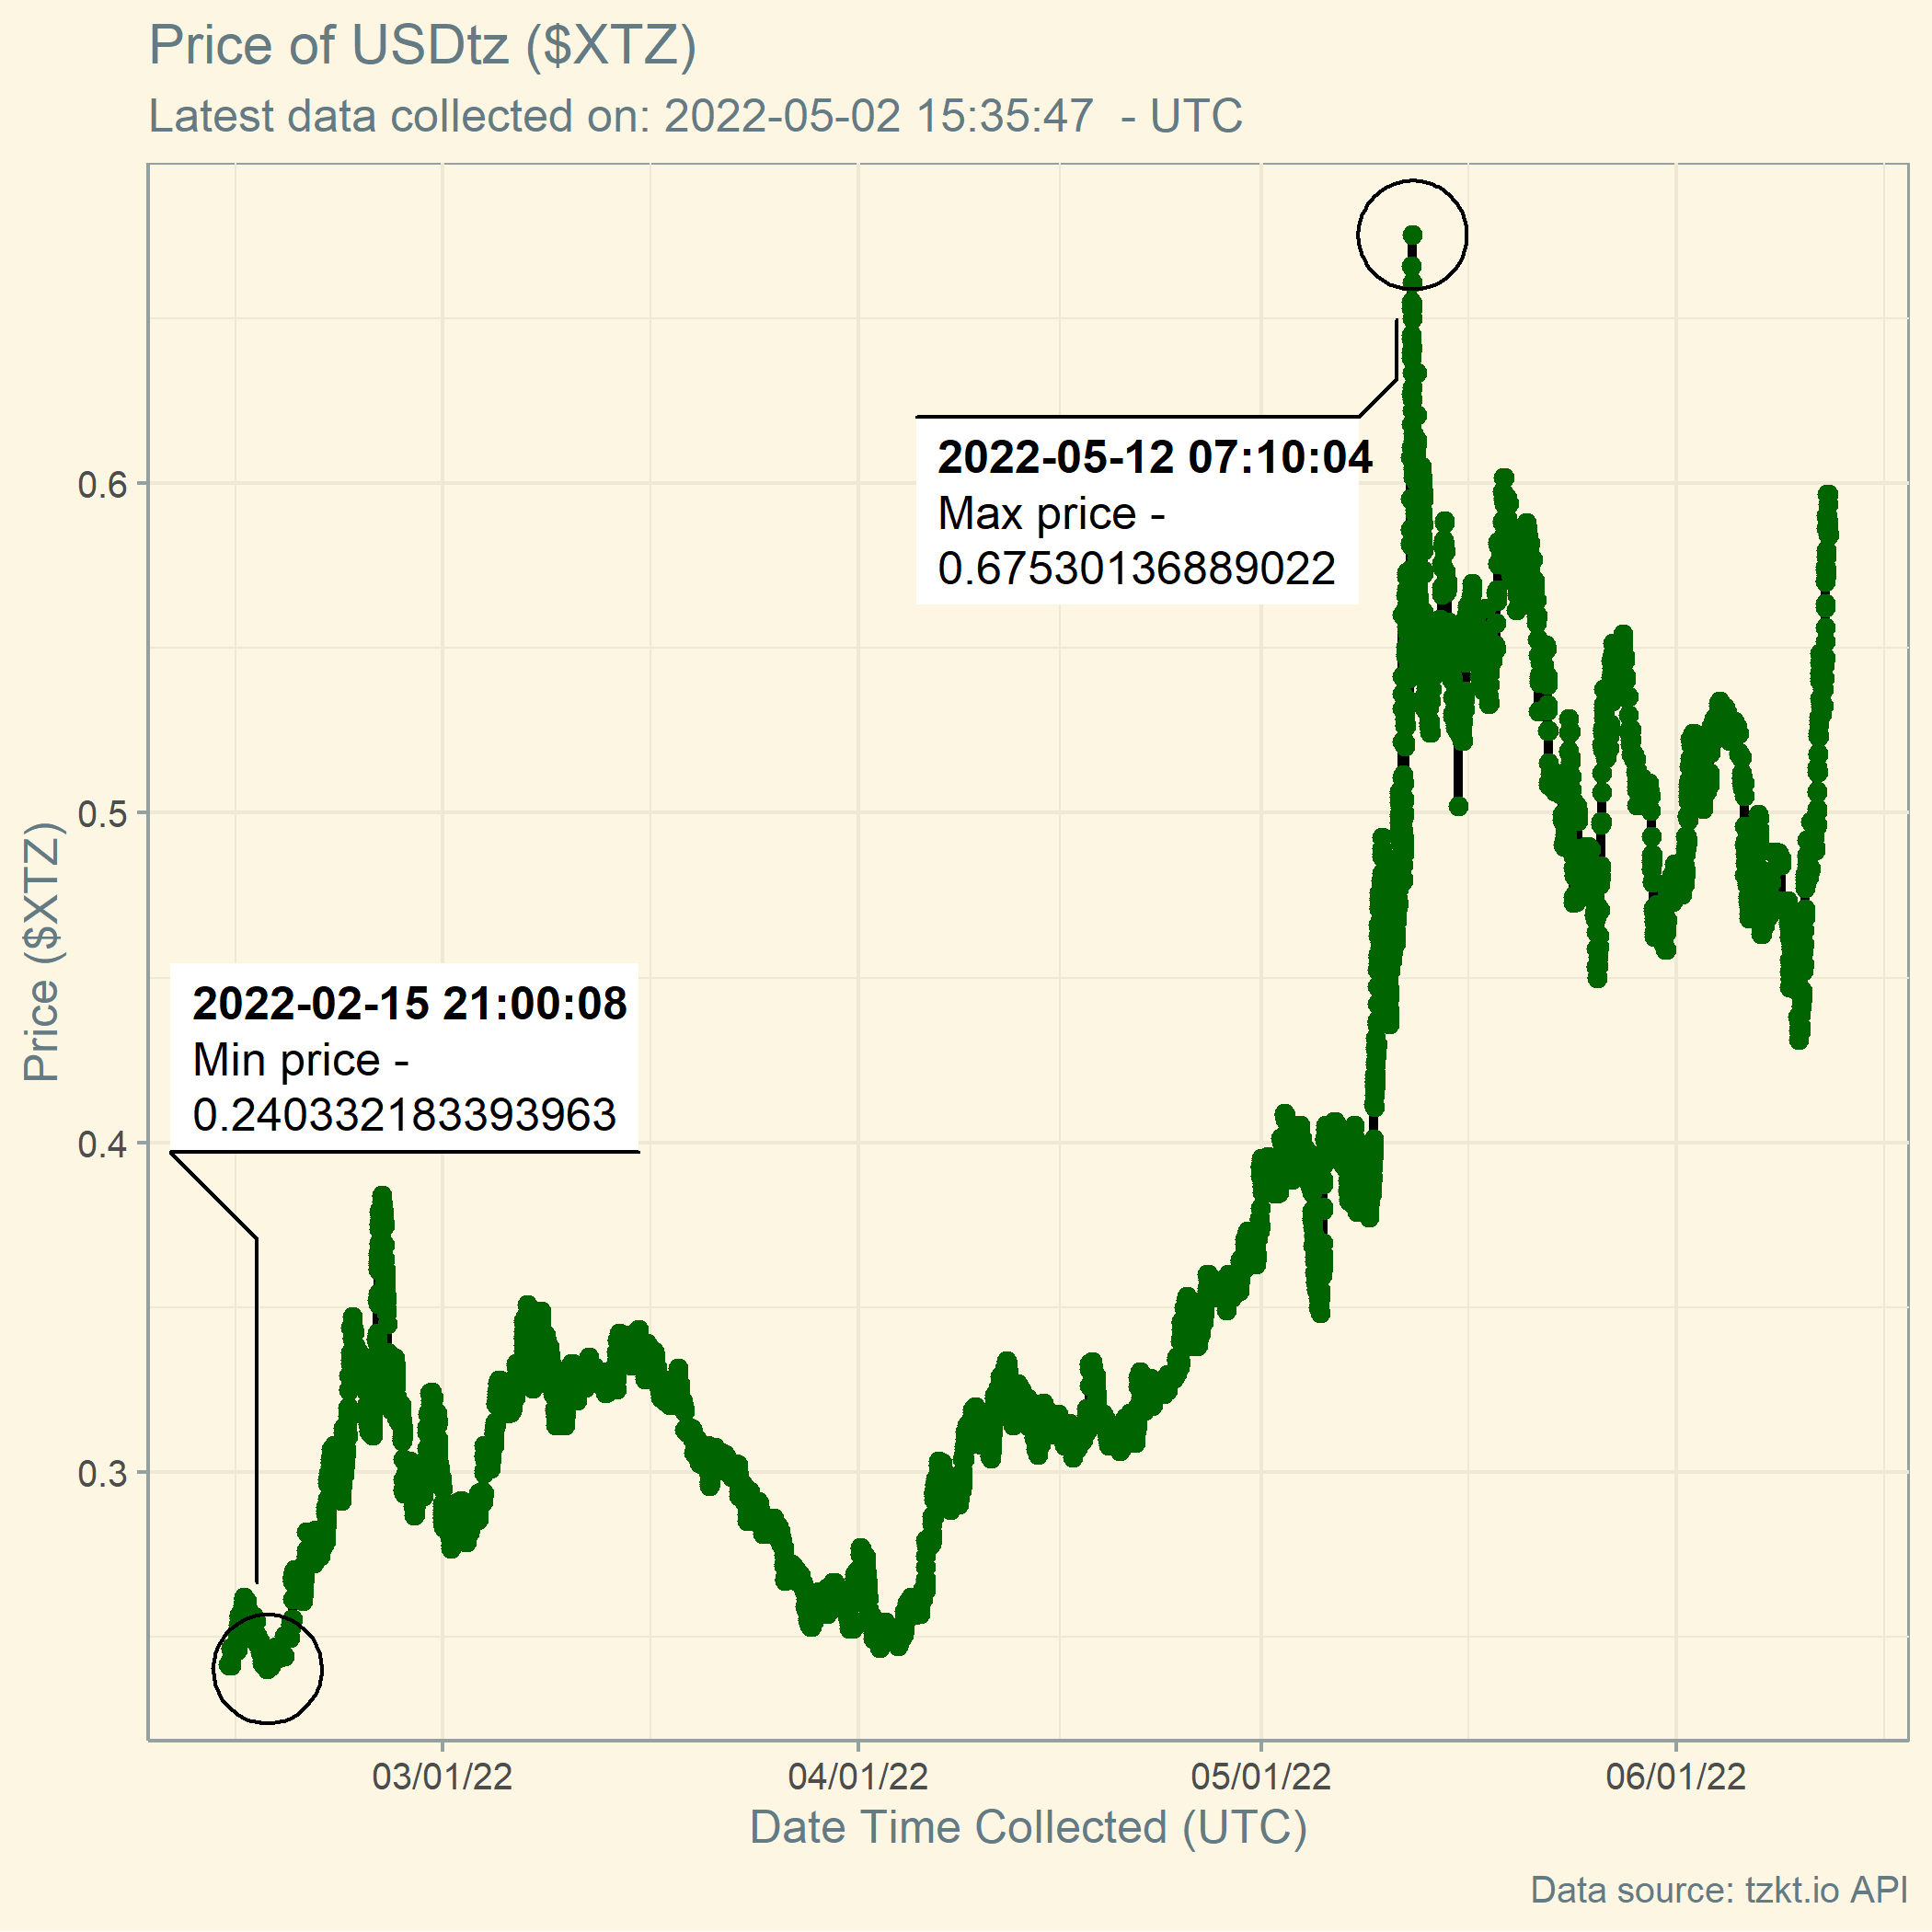 Price of USDtz ($XTZ)
Latest data collected on: 2022-05-02 15:35:47  - UTC
2022-05-12 07:10:04
Max price -
0.67530136889022
2022-02-15 21:00:08
Min price -
0.240332183393963
Price ($XTZ)
0.6
0.5
0.4
0.3
03/01/22
04/01/22
05/01/22
06/01/22
Date Time Collected (UTC)
Data source: tzkt.io API